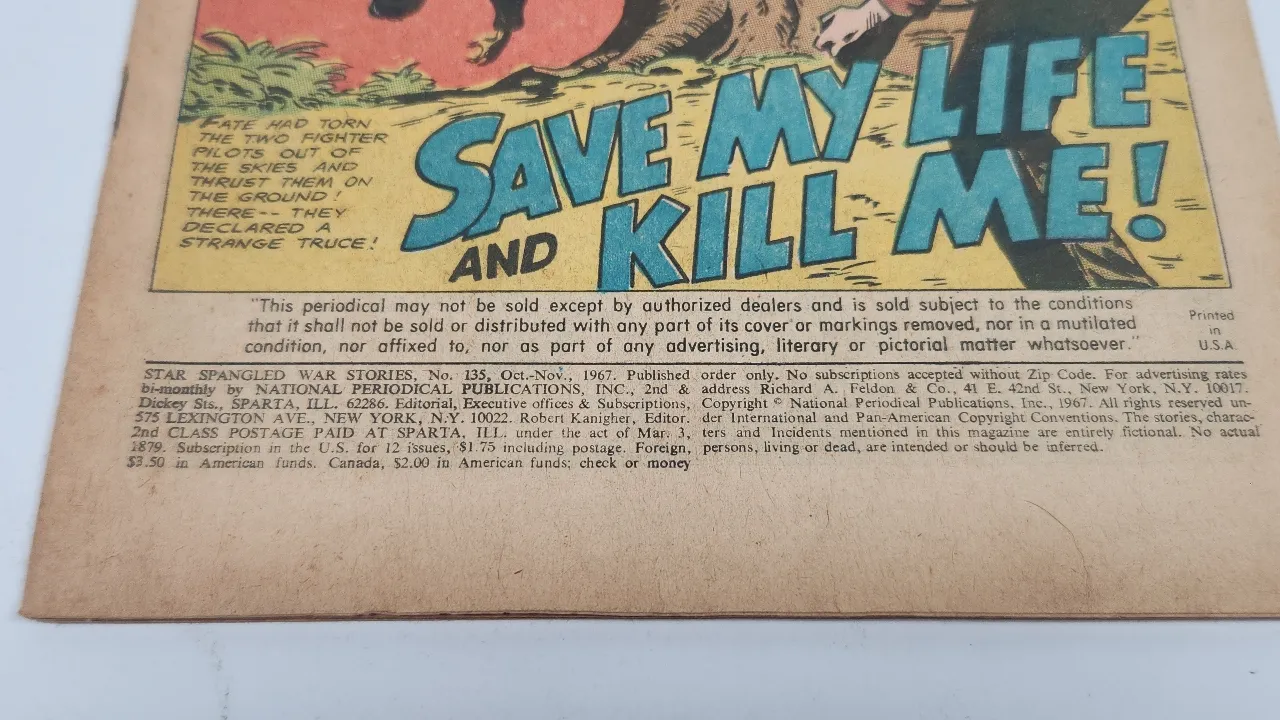 FATE HAD TORN
THE TWO FIGHTER
PILOTS OUT OF
THE SKIES AND
THRUST THEM ON
THE GROUND!
THERE-- THEY
DECLARED A
STRANGE TRUCE!
SAVE MY LIFE
AND KILL ME!
"This periodical may not be sold except by authorized dealers and is sold subject to the conditions
that it shall not be sold or distributed with any part of its cover or markings removed, nor in a mutilated
condition, nor affixed to, nor as part of any advertising, literary or pictorial matter whatsoever."
Printed
in
U.S.A.
STAR SPANGLED WAR STORIES, No. 135, Oct.-Nov., 1967. Published
bi-monthly by NATIONAL PERIODICAL PUBLICATIONS, INC., 2nd &
Dickey Sts., SPARTA, ILL. 62286. Editorial, Executive offices & Subscriptions,
575 LEXINGTON AVE., NEW YORK, N.Y. 10022. Robert Kanigher, Editor.
2nd CLASS POSTAGE PAID AT SPARTA, ILL. under the act of Mar. 3,
1879. Subscription in the U.S. for 12 issues, $1.75 including postage. Foreign,
$3.50 in American funds. Canada, $2.00 in American funds; check or money
order only. No subscriptions accepted without Zip Code. For advertising rates
address Richard A. Feldon & Co., 41 E. 42nd St., New York, N.Y. 10017.
Copyright © National Periodical Publications, Inc., 1967. All rights reserved un-
der International and Pan-American Copyright Conventions. The stories, charac-
ters and Incidents mentioned in this magazine are entirely fictional. No actual
persons, living or dead, are intended or should be inferred.